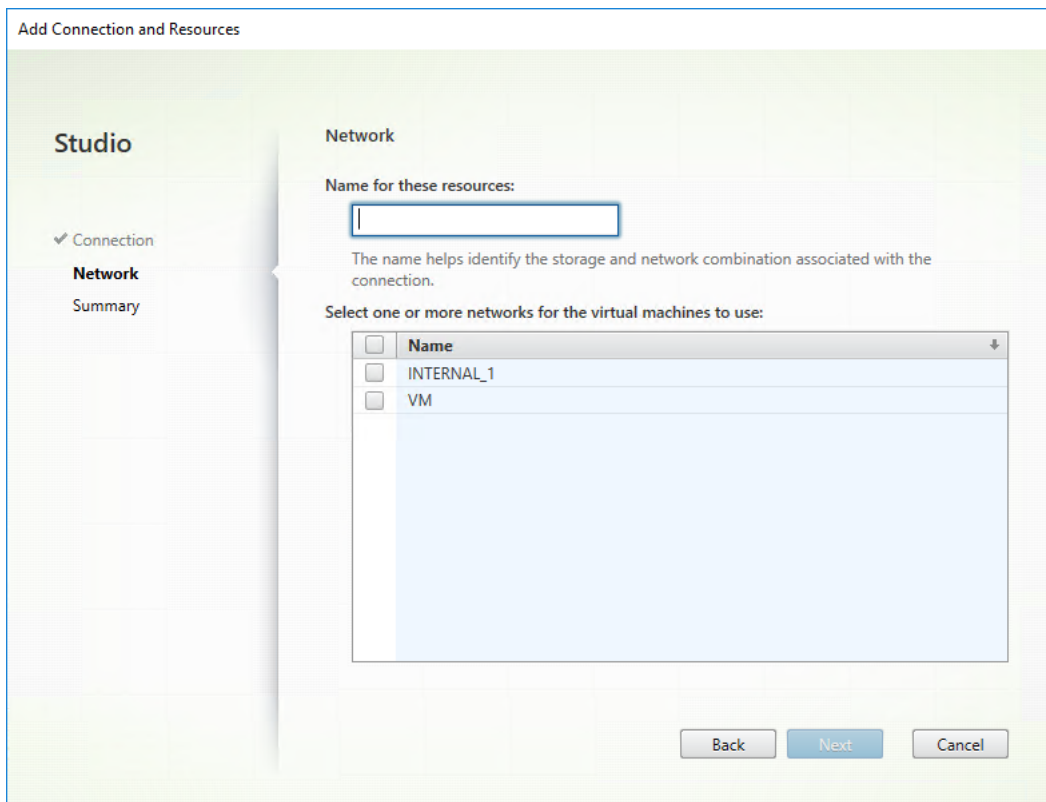 Add Connection and Resources
Studio
Connection
Network
Summary
Network
Name for these resources:
The name helps identify the storage and network combination associated with the
connection.
Select one or more networks for the virtual machines to use:
Name
INTERNAL_1
VM
Back
Next
Cancel